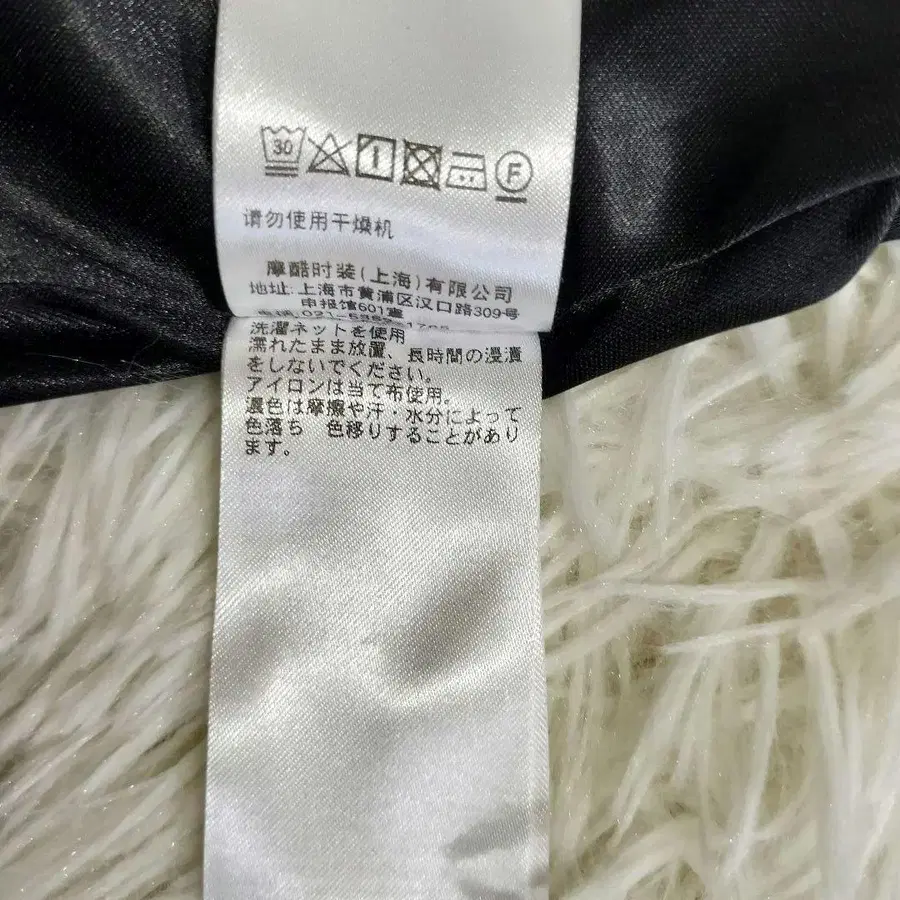 30
F
请勿使用干燥机
摩酷时装(上海)有限公司
地址:上海市黄浦区汉口路309号
申报馆601室
洗濯ネットを使用
濡れたまま放置、長時間の浸漬
をしないでください。
アイロンは当て布使用。
濃色は摩擦や汗・水分によって
色落ち 色移りすることがあり
ます。